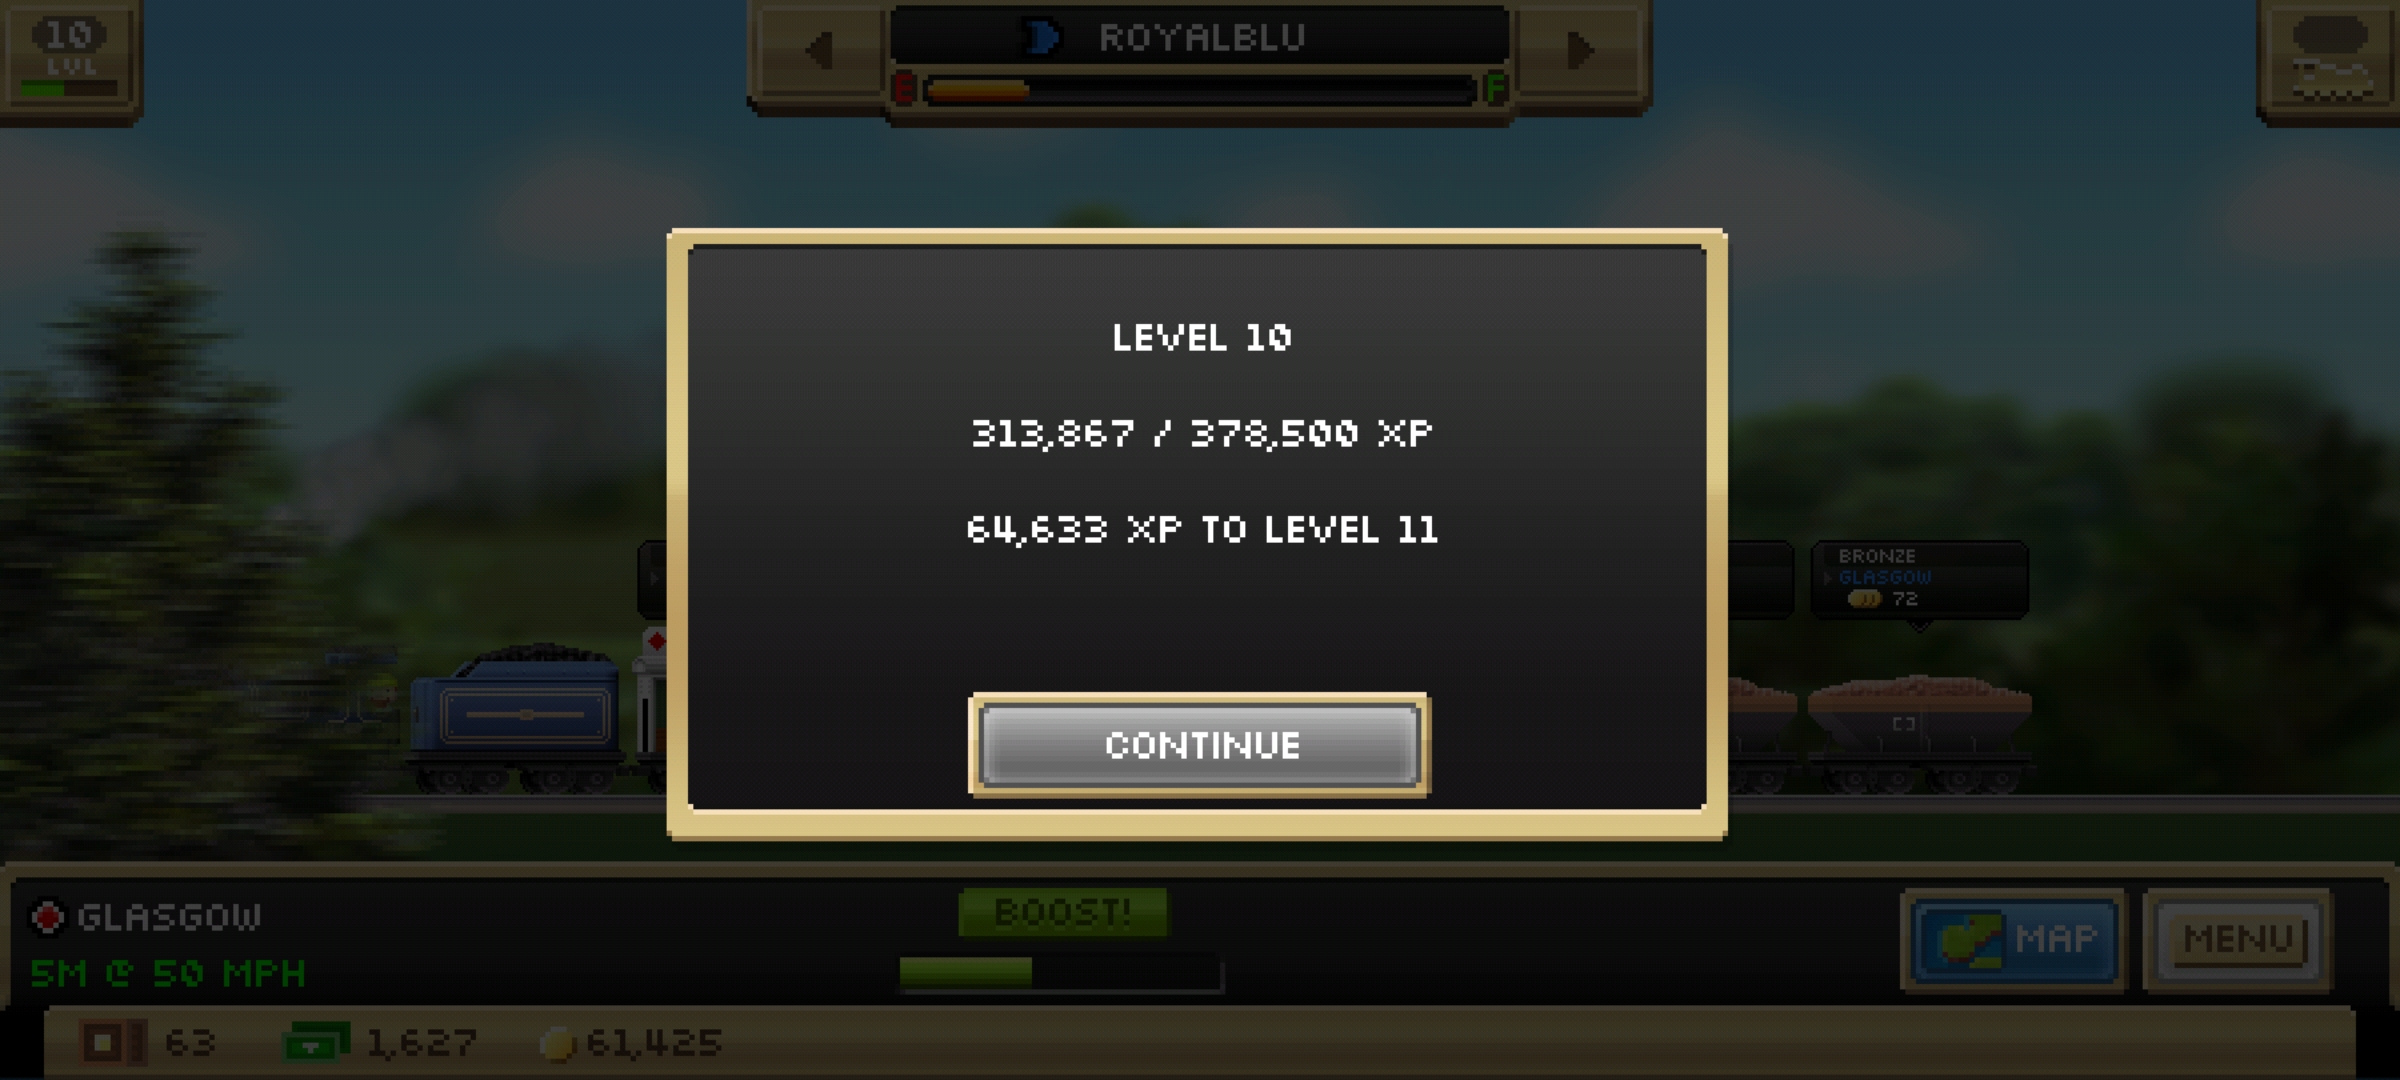 10
LVL
ROYALBLU
E F
LEVEL 10
313,867 / 378,500 XP
64,633 XP TO LEVEL 11
CONTINUE
BRONZE
GLASGOW
72
GLASGOW
5M @ 50 MPH
BOOST!
MAP
MENU
63 1,627 61,425